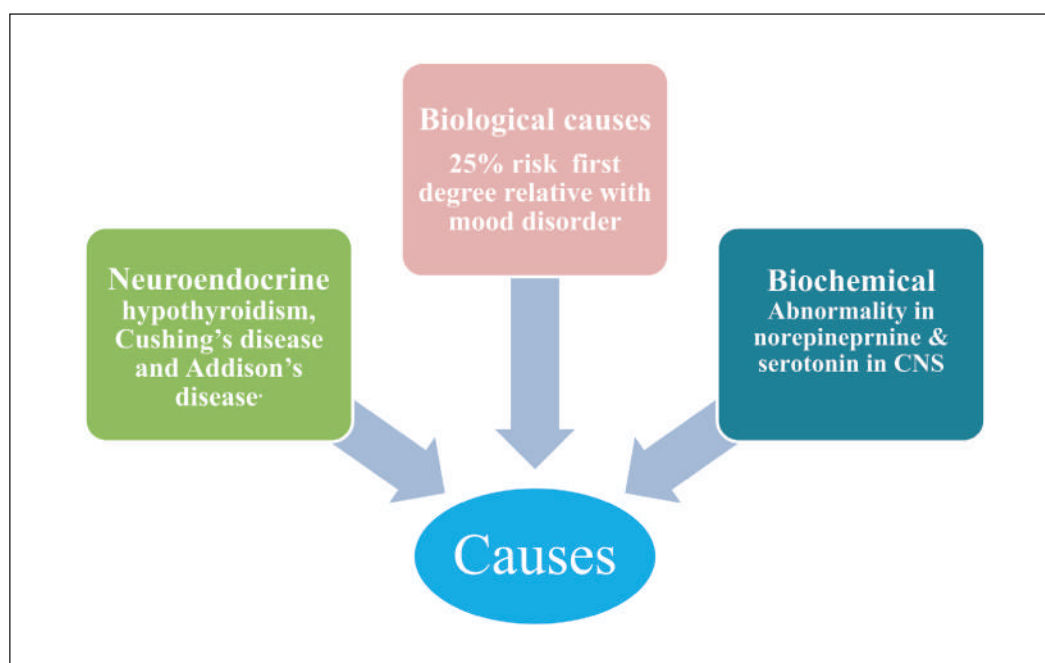 Biological causes
25% risk first
degree relative with
mood disorder
Neuroendocrine
hypothyroidism,
Cushing's disease
and Addison's
disease.
Biochemical
Abnormality in
norepineprnine &
serotonin in CNS
Causes